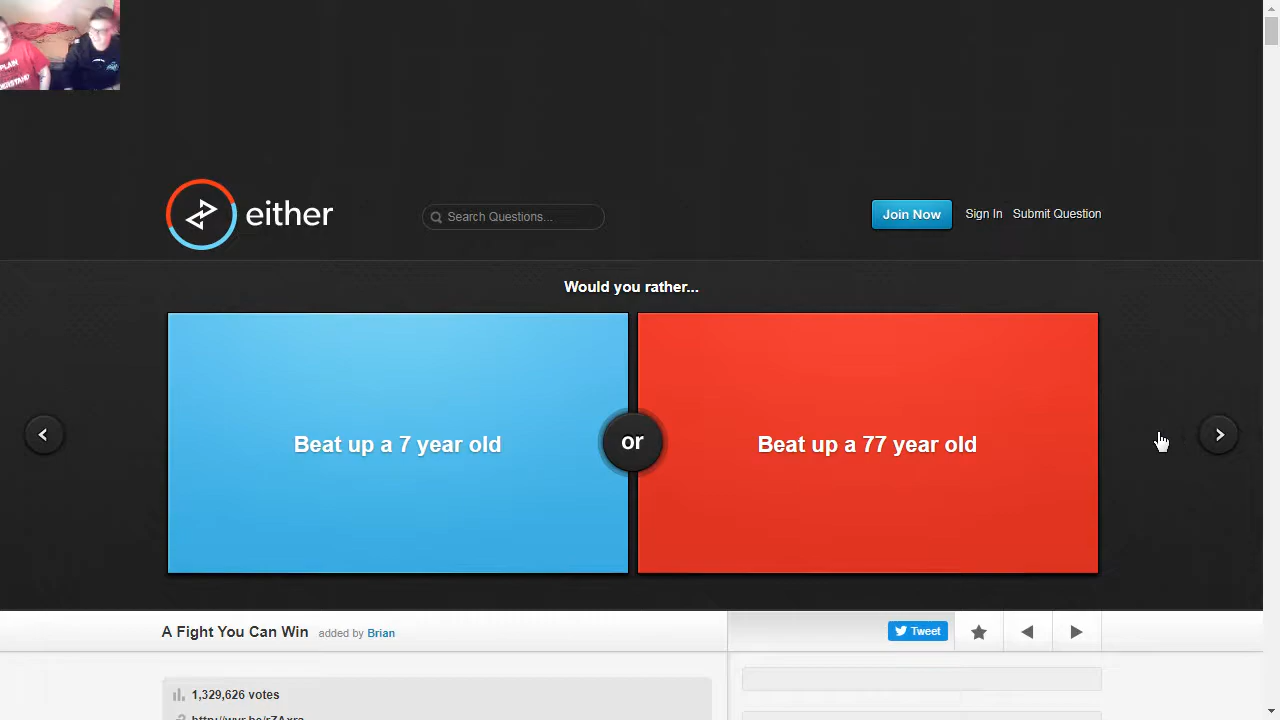 PLAIN
either
Search Questions...
Join Now
Sign In
Submit Question
Would you rather...
Beat up a 7 year old
or
Beat up a 77 year old
A Fight You Can Win
added by Brian
Tweet
1,329,626 votes